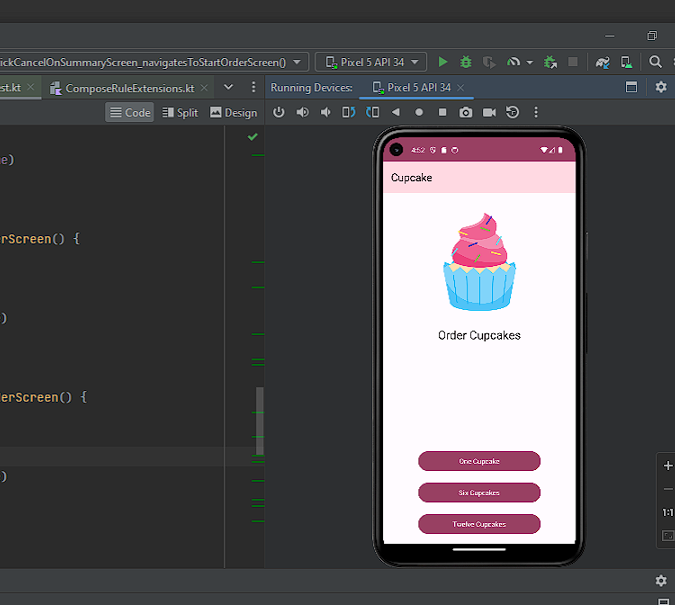 ickCancelOnSummaryScreen_navigatesToStartOrderScreen() Pixel 5 API 34
st.kt ComposeRuleExtensions.kt Running Devices: Pixel 5 API 34
Code Split Design
4:52
e)
Cupcake
rScreen() {
)
Order Cupcakes
erScreen() {
One Cupcake
)
Six Cupcakes
1:1
Twelve Cupcakes